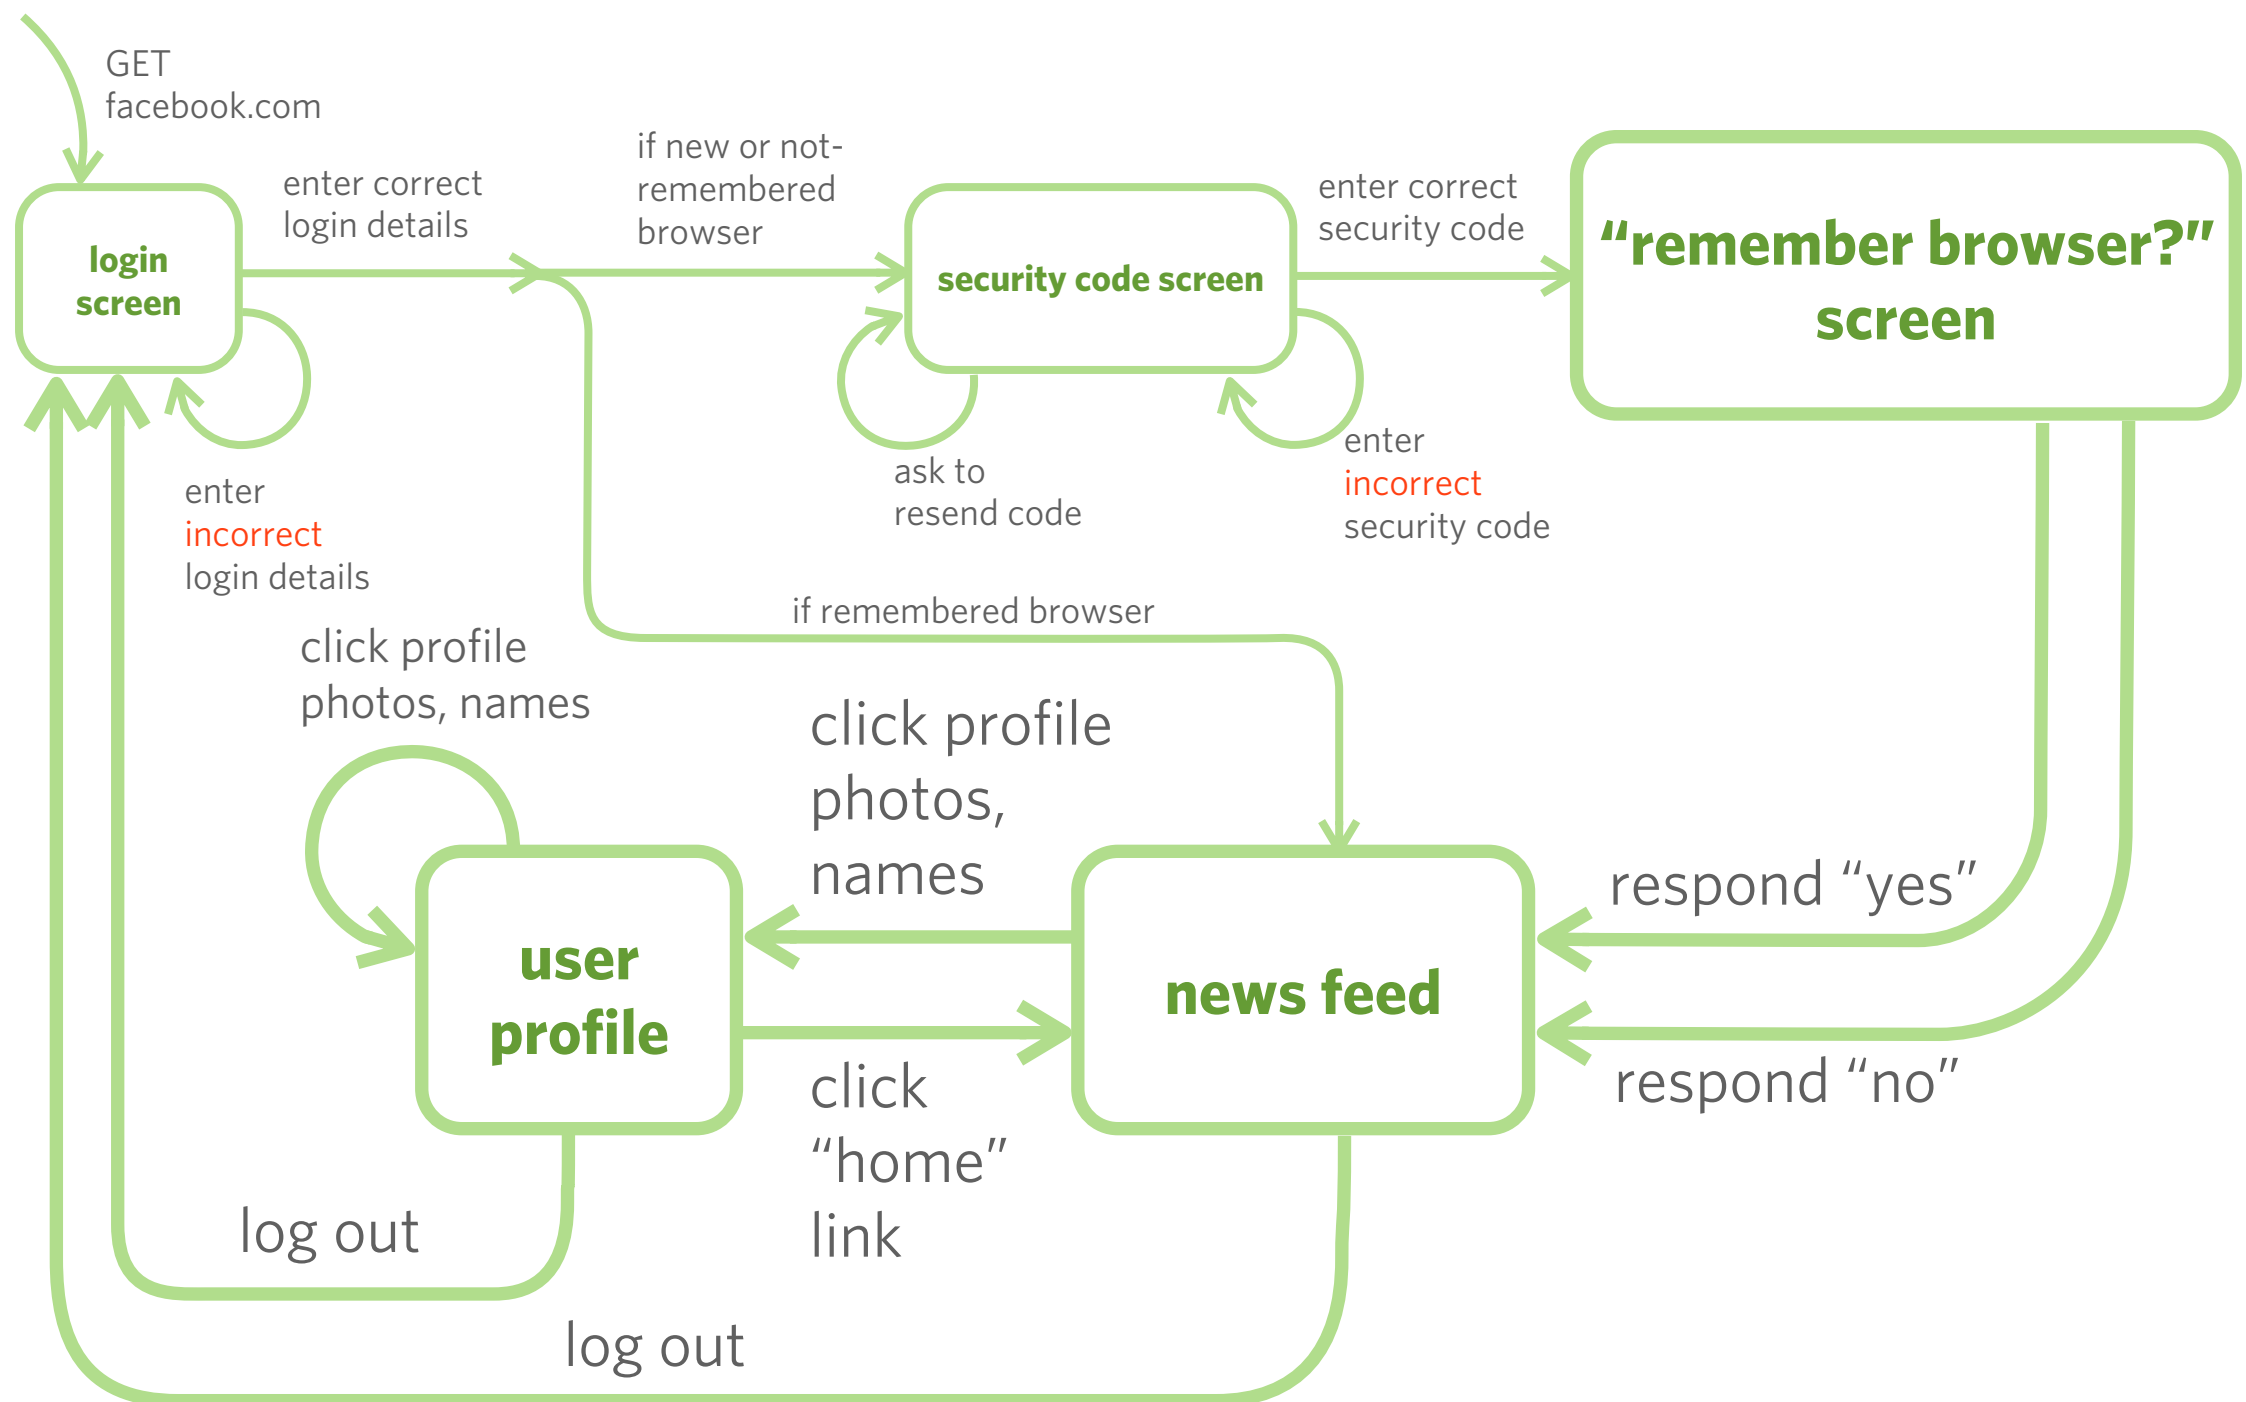 GET
facebook.com
enter correct
login details
if new or not-
remembered
browser
enter correct
security code
login
screen
security code screen
“remember browser?”
screen
enter
incorrect
login details
ask to
resend code
enter
incorrect
security code
if remembered browser
click profile
photos, names
click profile
photos,
names
respond “yes”
user
profile
news feed
respond “no”
click
“home”
link
log out
log out